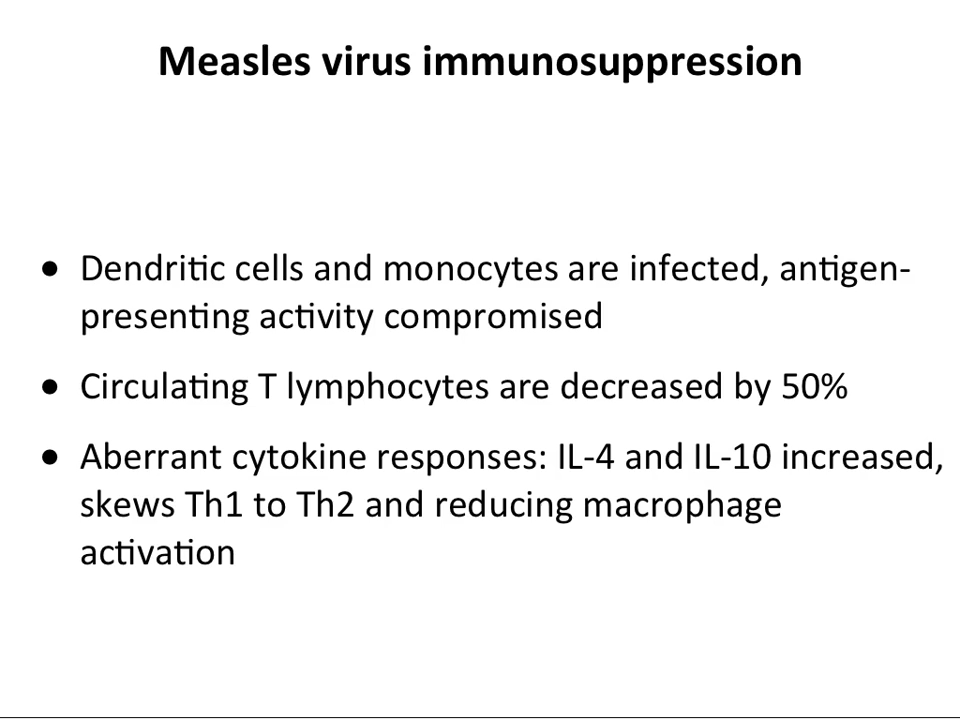 Measles virus immunosuppression
● Dendritic cells and monocytes are infected, antigen-
presenting activity compromised
● Circulating T lymphocytes are decreased by 50%
● Aberrant cytokine responses: IL-4 and IL-10 increased,
skews Th1 to Th2 and reducing macrophage
activation